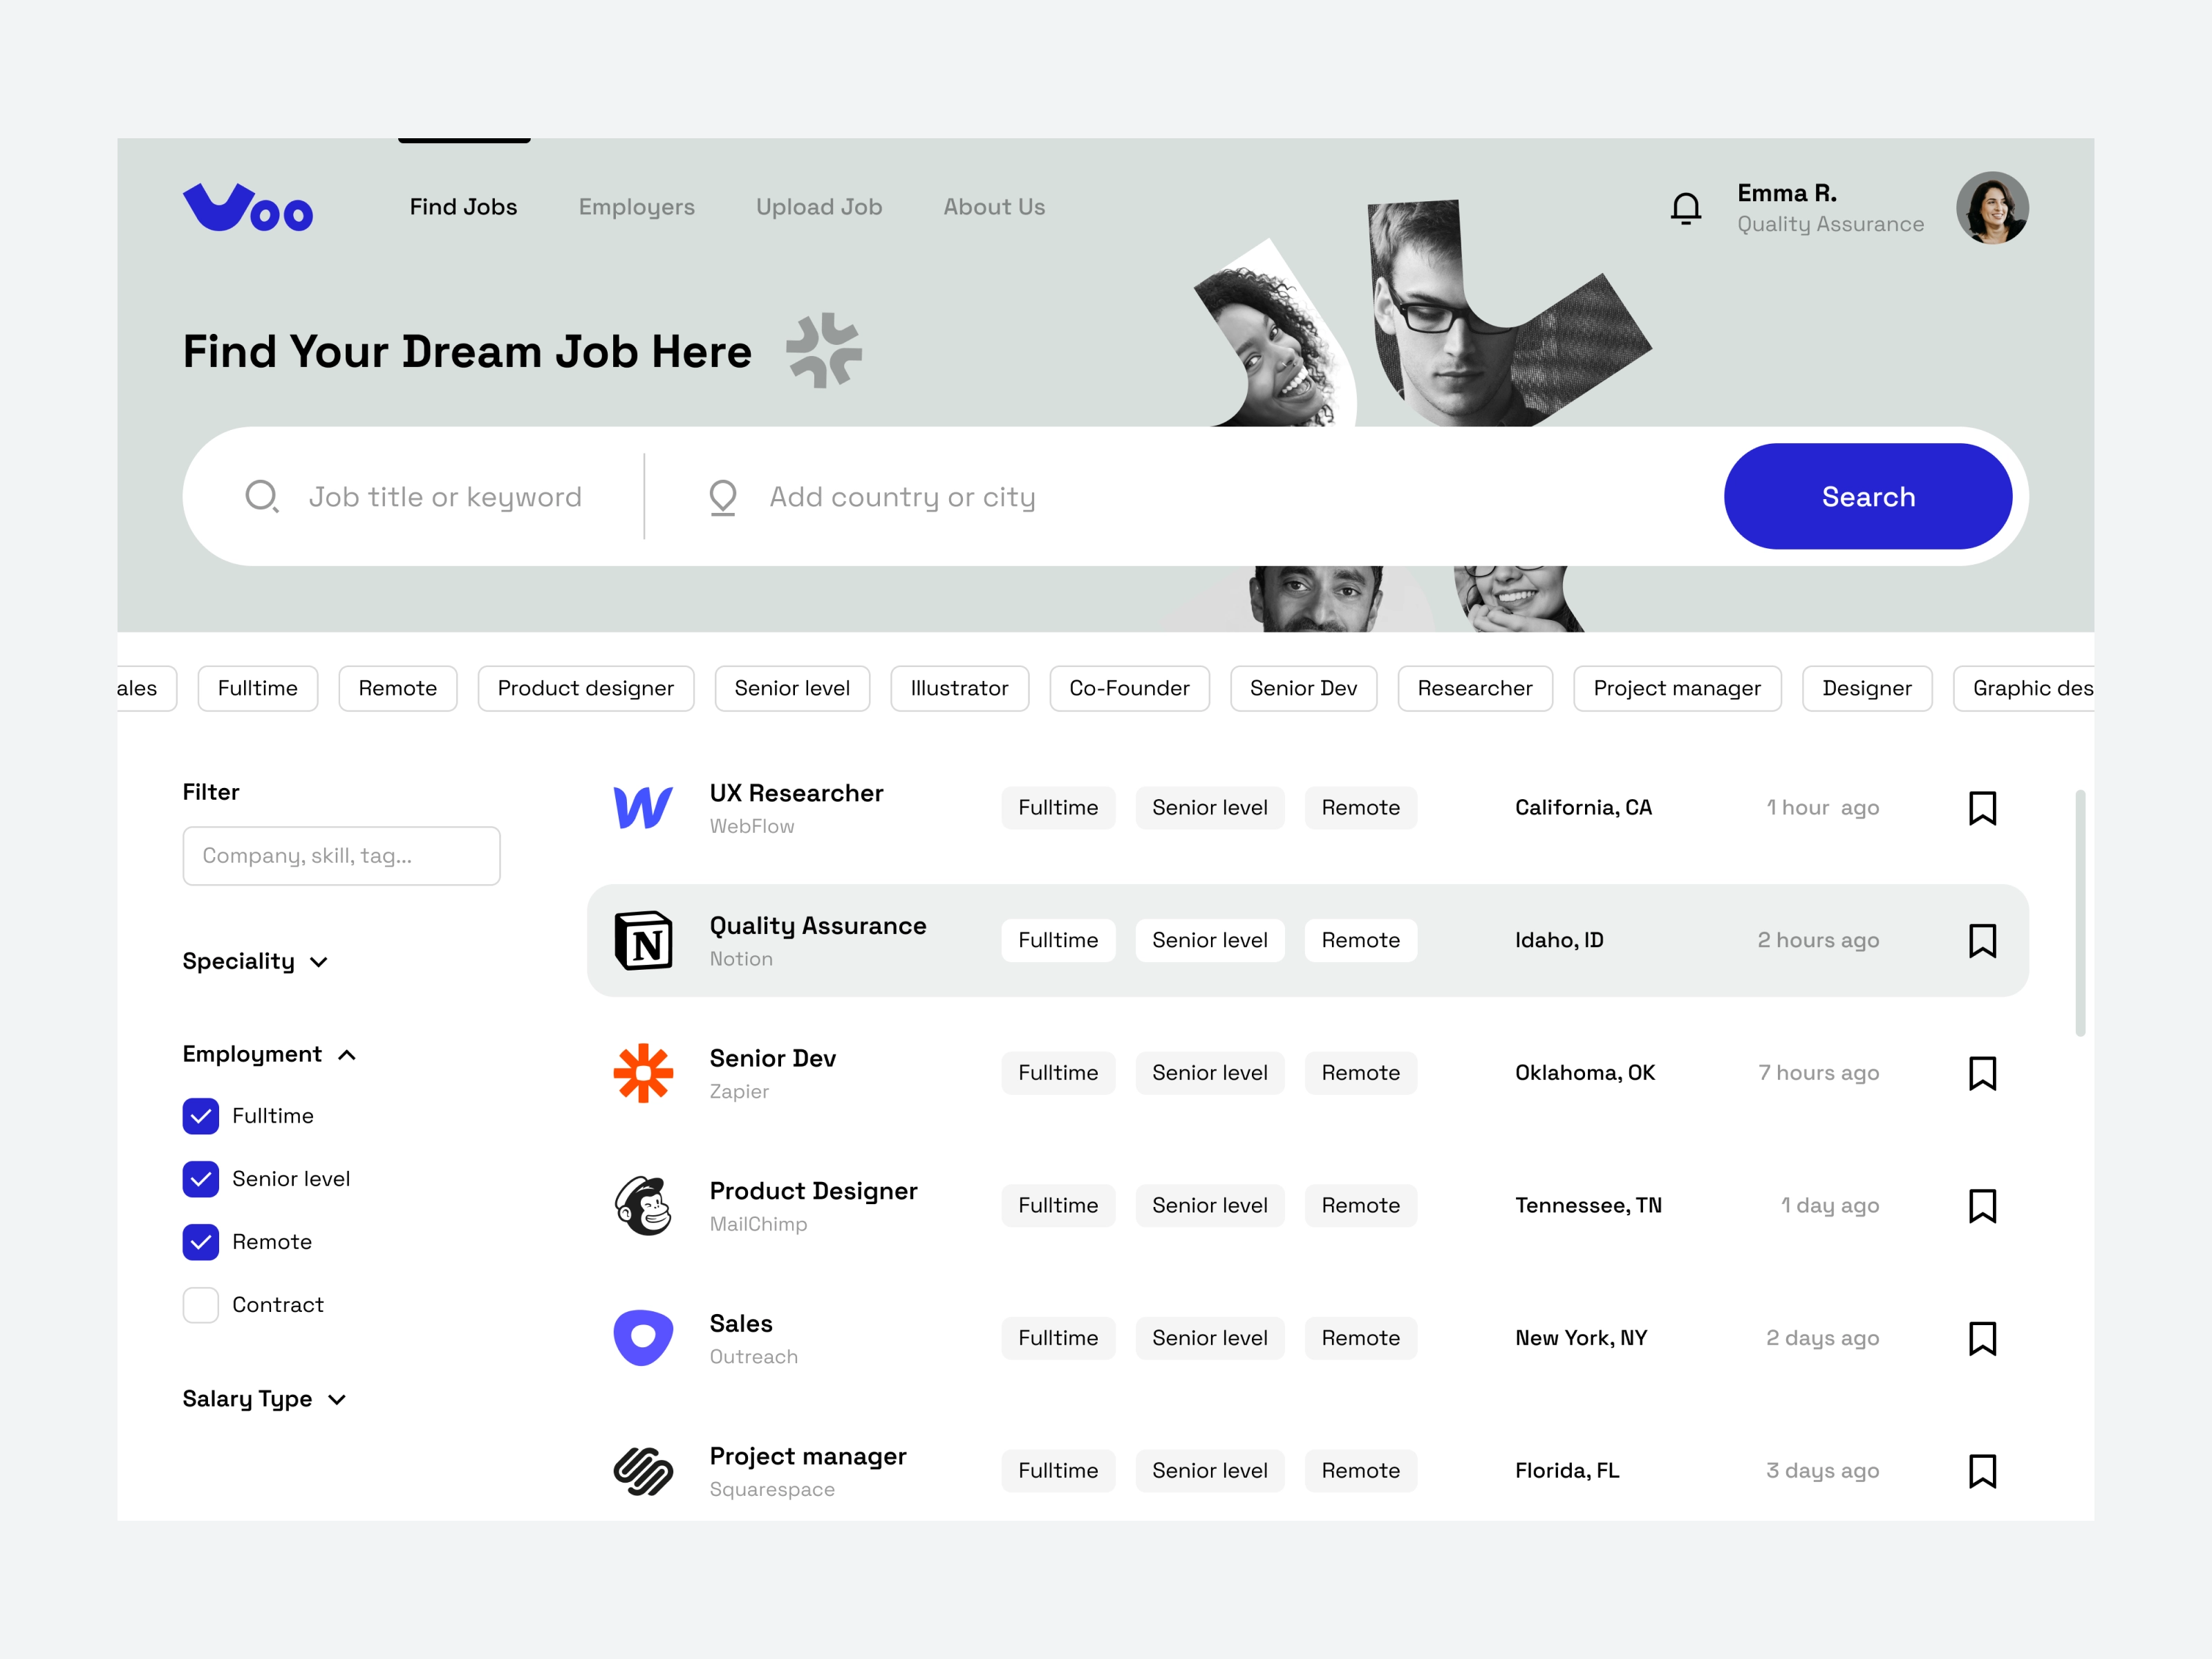 Voo
Find Jobs
Employers
Upload Job
About Us
Emma R.
Quality Assurance
Find Your Dream Job Here
Job title or keyword
Add country or city
Search
ales
Fulltime
Remote
Product designer
Senior level
Illustrator
Co-Founder
Senior Dev
Researcher
Project manager
Designer
Graphic des
Filter
Company, skill, tag...
Speciality
Employment
Fulltime
Senior level
Remote
Contract
Salary Type
UX Researcher
WebFlow
Fulltime
Senior level
Remote
California, CA
1 hour  ago
N
Quality Assurance
Notion
Fulltime
Senior level
Remote
Idaho, ID
2 hours ago
Senior Dev
Zapier
Fulltime
Senior level
Remote
Oklahoma, OK
7 hours ago
Product Designer
MailChimp
Fulltime
Senior level
Remote
Tennessee, TN
1 day ago
Sales
Outreach
Fulltime
Senior level
Remote
New York, NY
2 days ago
Project manager
Squarespace
Fulltime
Senior level
Remote
Florida, FL
3 days ago